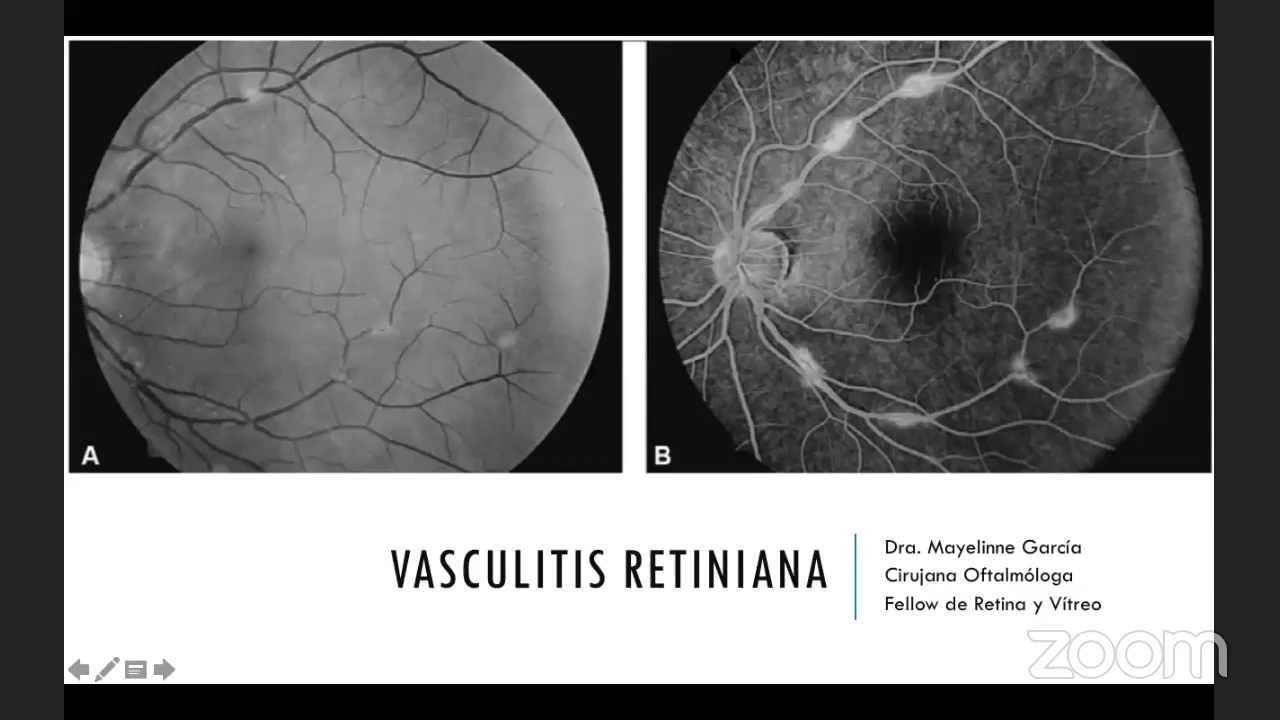 A
B
VASCULITIS RETINIANA
Dra. Mayelinne García
Cirujana Oftalmóloga
Fellow de Retina y Vítreo
zoom